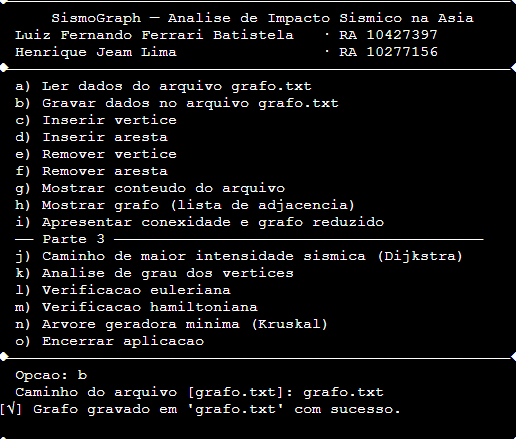 SismoGraph — Analise de Impacto Sismico na Asia
Luiz Fernando Ferrari Batistela · RA 10427397
Henrique Jeam Lima · RA 10277156
a) Ler dados do arquivo grafo.txt
b) Gravar dados no arquivo grafo.txt
c) Inserir vertice
d) Inserir aresta
e) Remover vertice
f) Remover aresta
g) Mostrar conteudo do arquivo
h) Mostrar grafo (lista de adjacencia)
i) Apresentar conexidade e grafo reduzido
── Parte 3 ──
j) Caminho de maior intensidade sismica (Dijkstra)
k) Analise de grau dos vertices
l) Verificacao euleriana
m) Verificacao hamiltoniana
n) Arvore geradora minima (Kruskal)
o) Encerrar aplicacao
Opcao: b
Caminho do arquivo [grafo.txt]: grafo.txt
[√] Grafo gravado em 'grafo.txt' com sucesso.